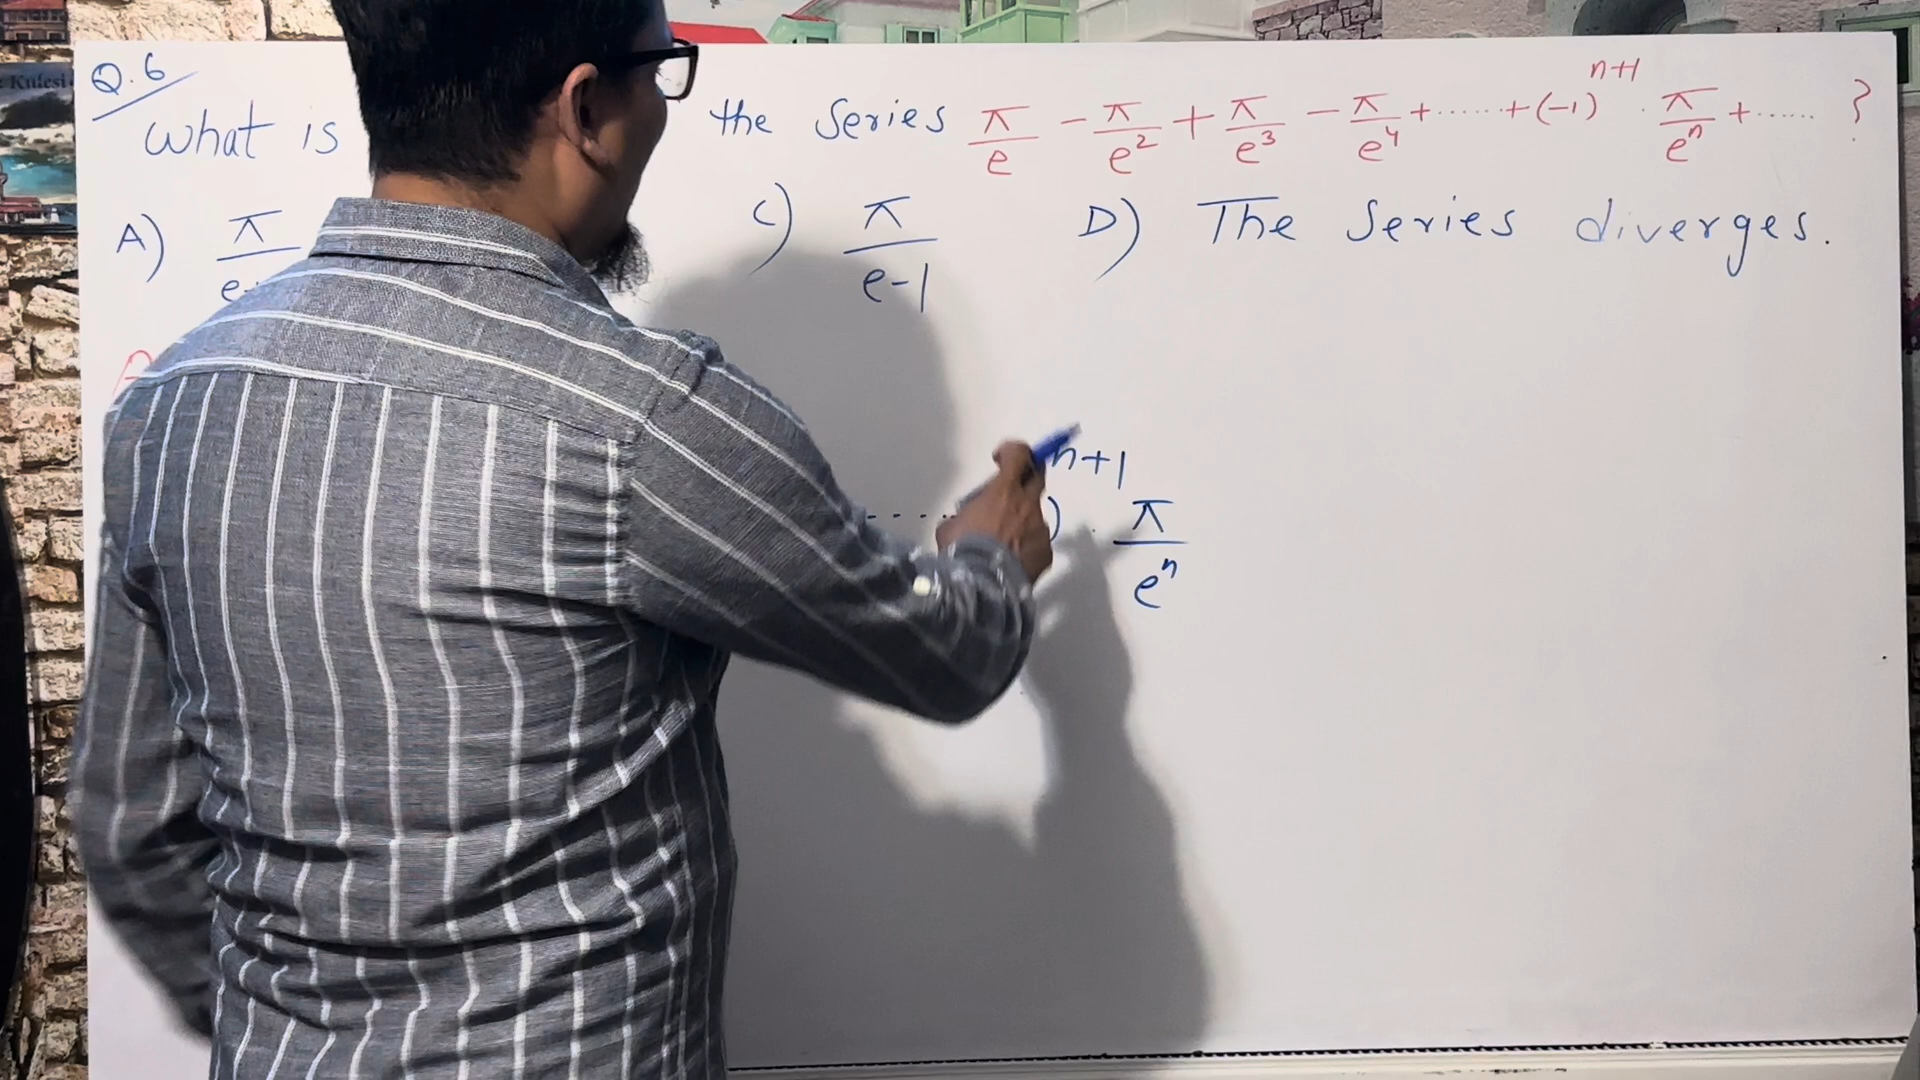 Q.6
What is the series π/e - π/e² + π/e³ - π/e⁴ + ...... + (-1)ⁿ⁺¹ · π/eⁿ + ...... ?
A) π/e C) π/e-1 D) The series diverges.
n+1
..... ) · π/eⁿ